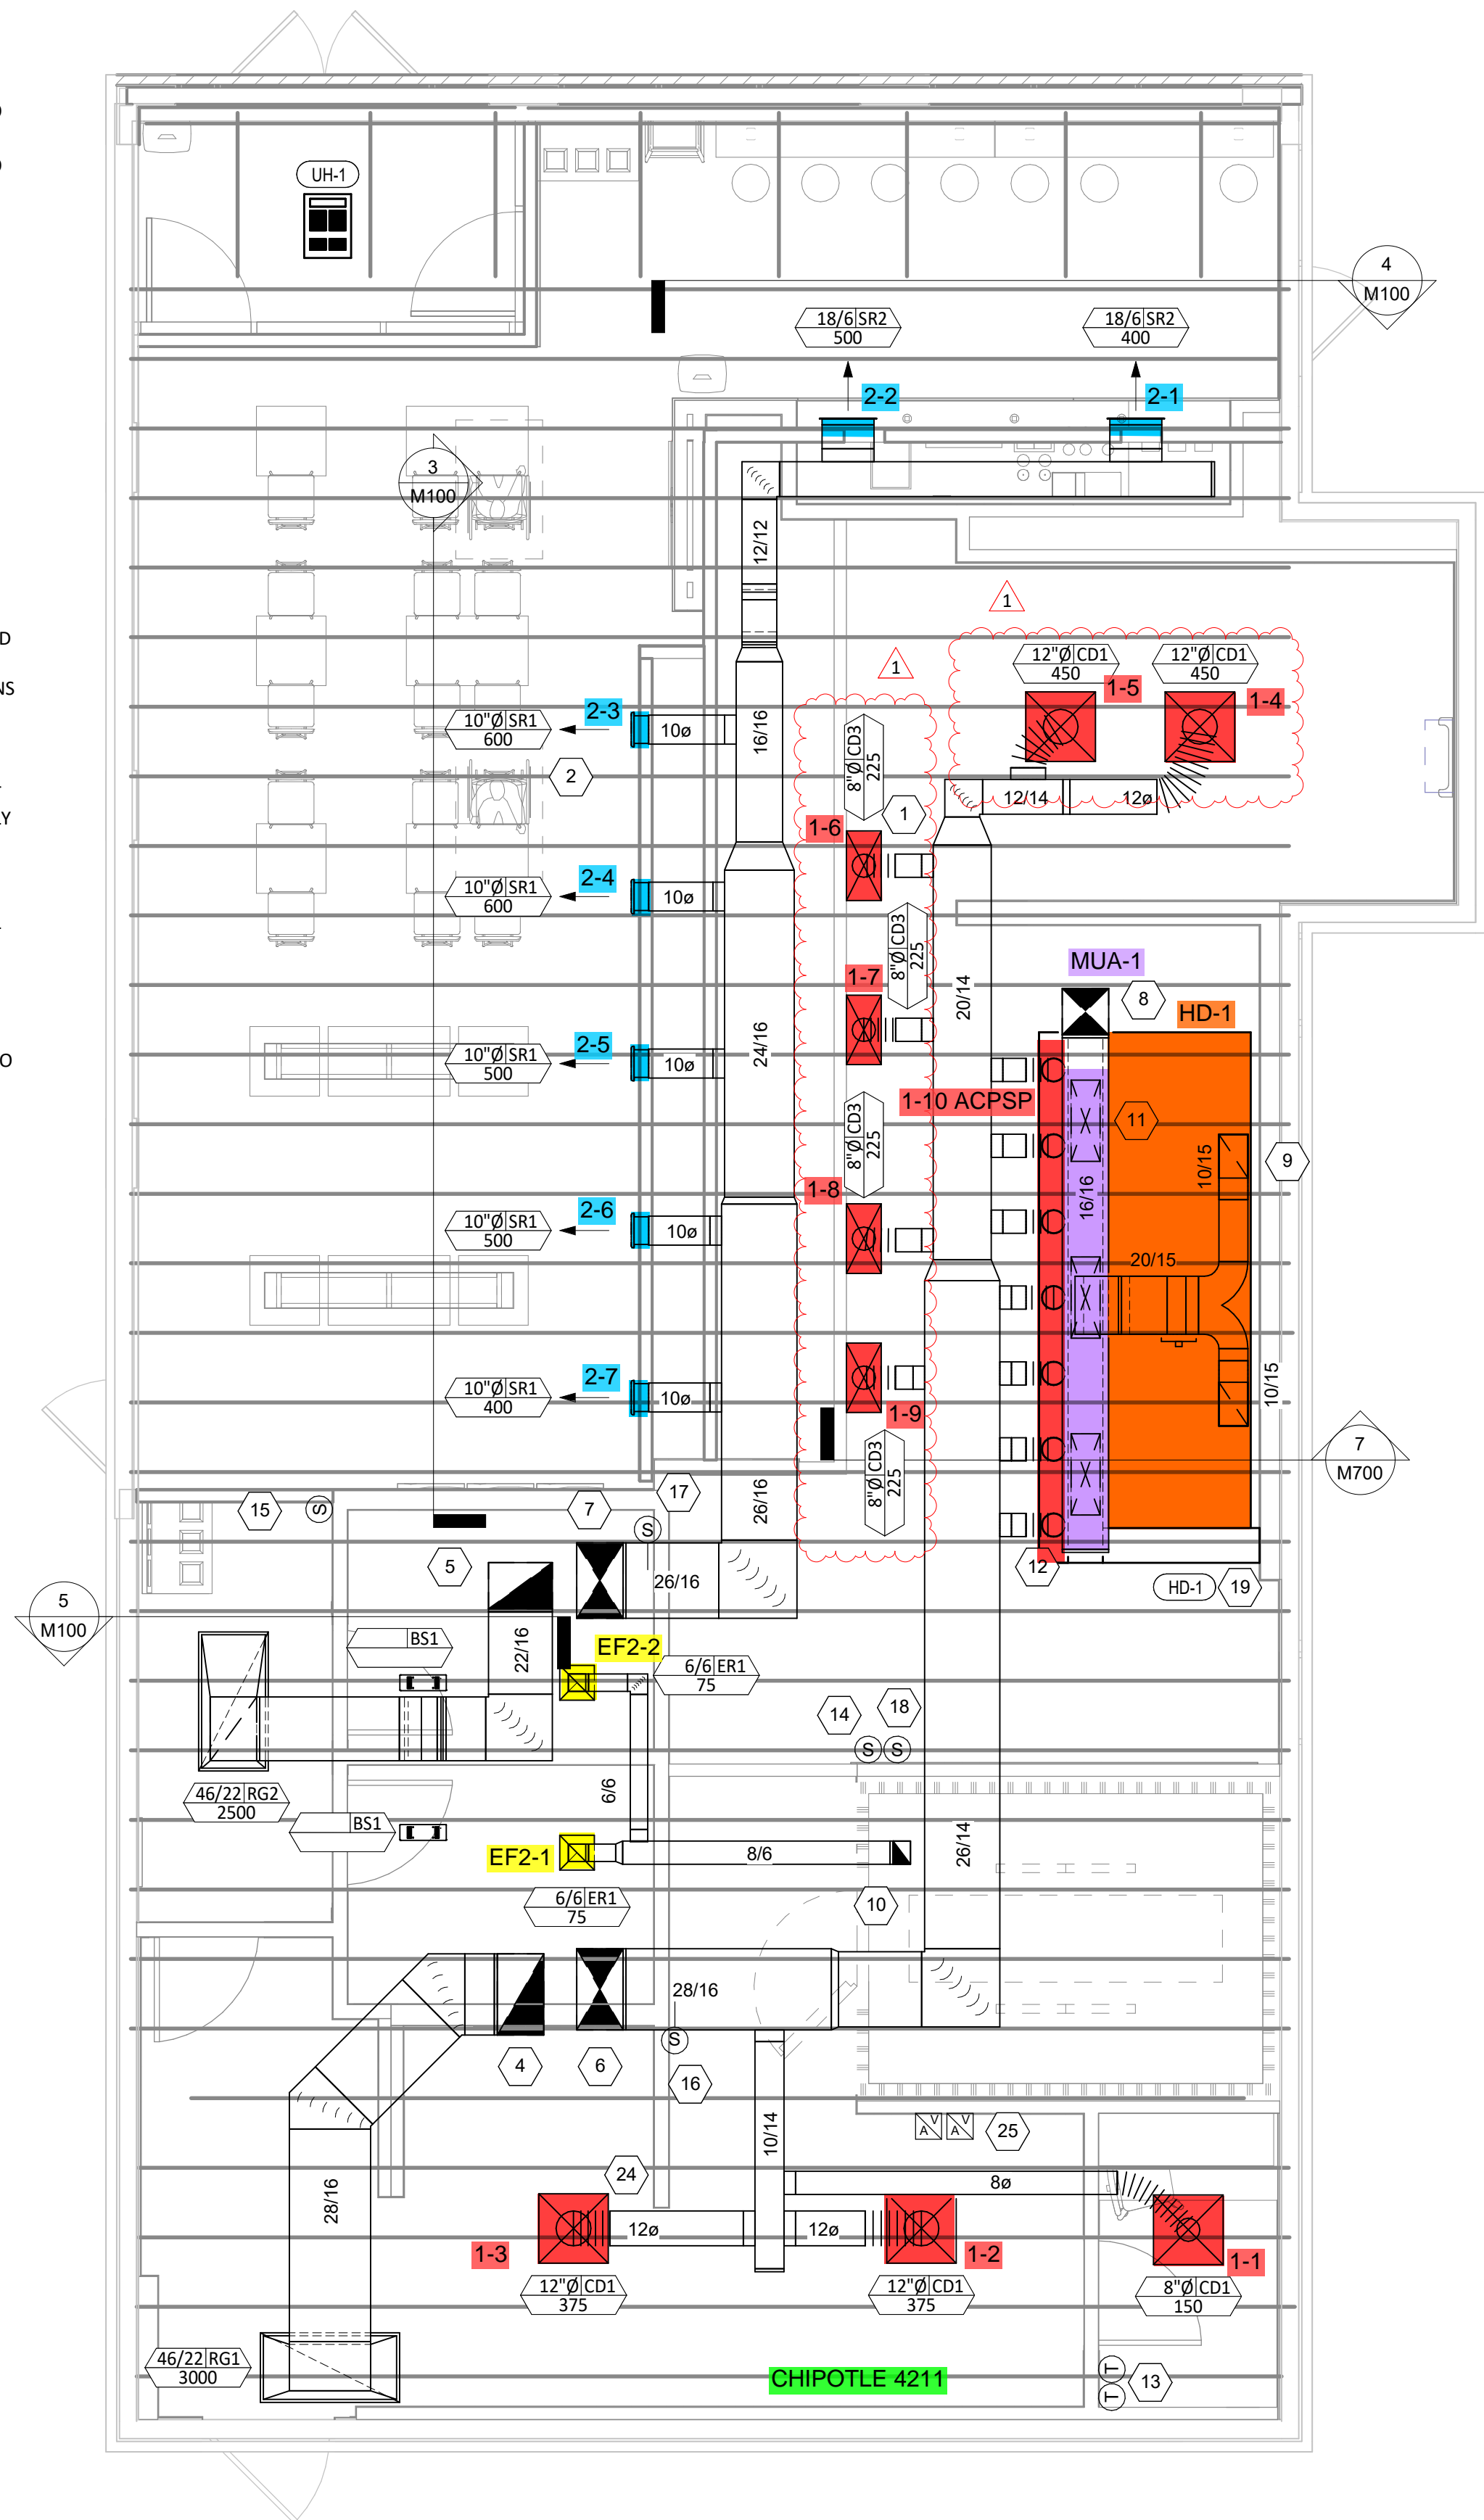 D
D
UH-1
4
M100
18/6 SR2
500
18/6 SR2
400
2-2
2-1
3
M100
12/12
D
NS
1
1
12"Ø CD1
450
12"Ø CD1
450
1-5
1-4
2-3
10"Ø SR1
600
10ø
16/16
8"Ø CD3
225
2
LY
12/14
12ø
1
1-6
2-4
10"Ø SR1
600
10ø
8"Ø CD3
225
MUA-1
1-7
20/14
8
HD-1
2-5
10"Ø SR1
500
10ø
24/16
O
1-10 ACPSP
11
8"Ø CD3
225
10/15
9
1-8
16/16
2-6
10"Ø SR1
500
10ø
20/15
2-7
10"Ø SR1
400
10ø
1-9
10/15
7
M700
8"Ø CD3
225
15
S
7
17
26/16
S
5
26/16
12
HD-1
19
5
M100
BS1
22/16
EF2-2
6/6 ER1
75
14
18
S
S
46/22 RG2
2500
BS1
6/6
EF2-1
8/6
26/14
6/6 ER1
75
10
28/16
S
4
6
16
10/14
A V
A V
25
24
28/16
8ø
12ø
12ø
1-3
1-2
1-1
12"Ø CD1
375
12"Ø CD1
375
8"Ø CD1
150
46/22 RG1
3000
CHIPOTLE 4211
T
T
13